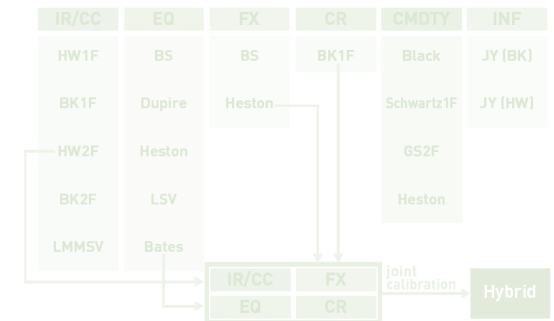 IR/CC EQ FX CR CMDTY INF
HW1F BS BS BK1F Black JY (BK)
BK1F Dupire Heston Schwartz1F JY (HW)
HW2F Heston GS2F
BK2F LSV Heston
LMMSV Bates
IR/CC FX
EQ CR
joint
calibration
Hybrid